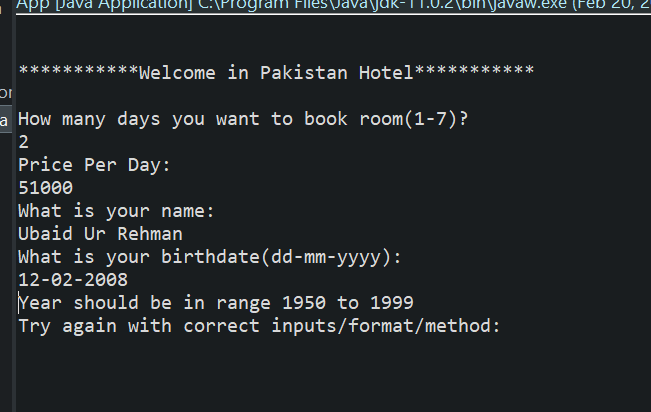 App [Java Application] C:\Program Files\Java\jdk-11.0.2\bin\javaw.exe (Feb 20, 2
***********Welcome in Pakistan Hotel***********
How many days you want to book room(1-7)?
2
Price Per Day:
51000
What is your name:
Ubaid Ur Rehman
What is your birthdate(dd-mm-yyyy):
12-02-2008
Year should be in range 1950 to 1999
Try again with correct inputs/format/method: